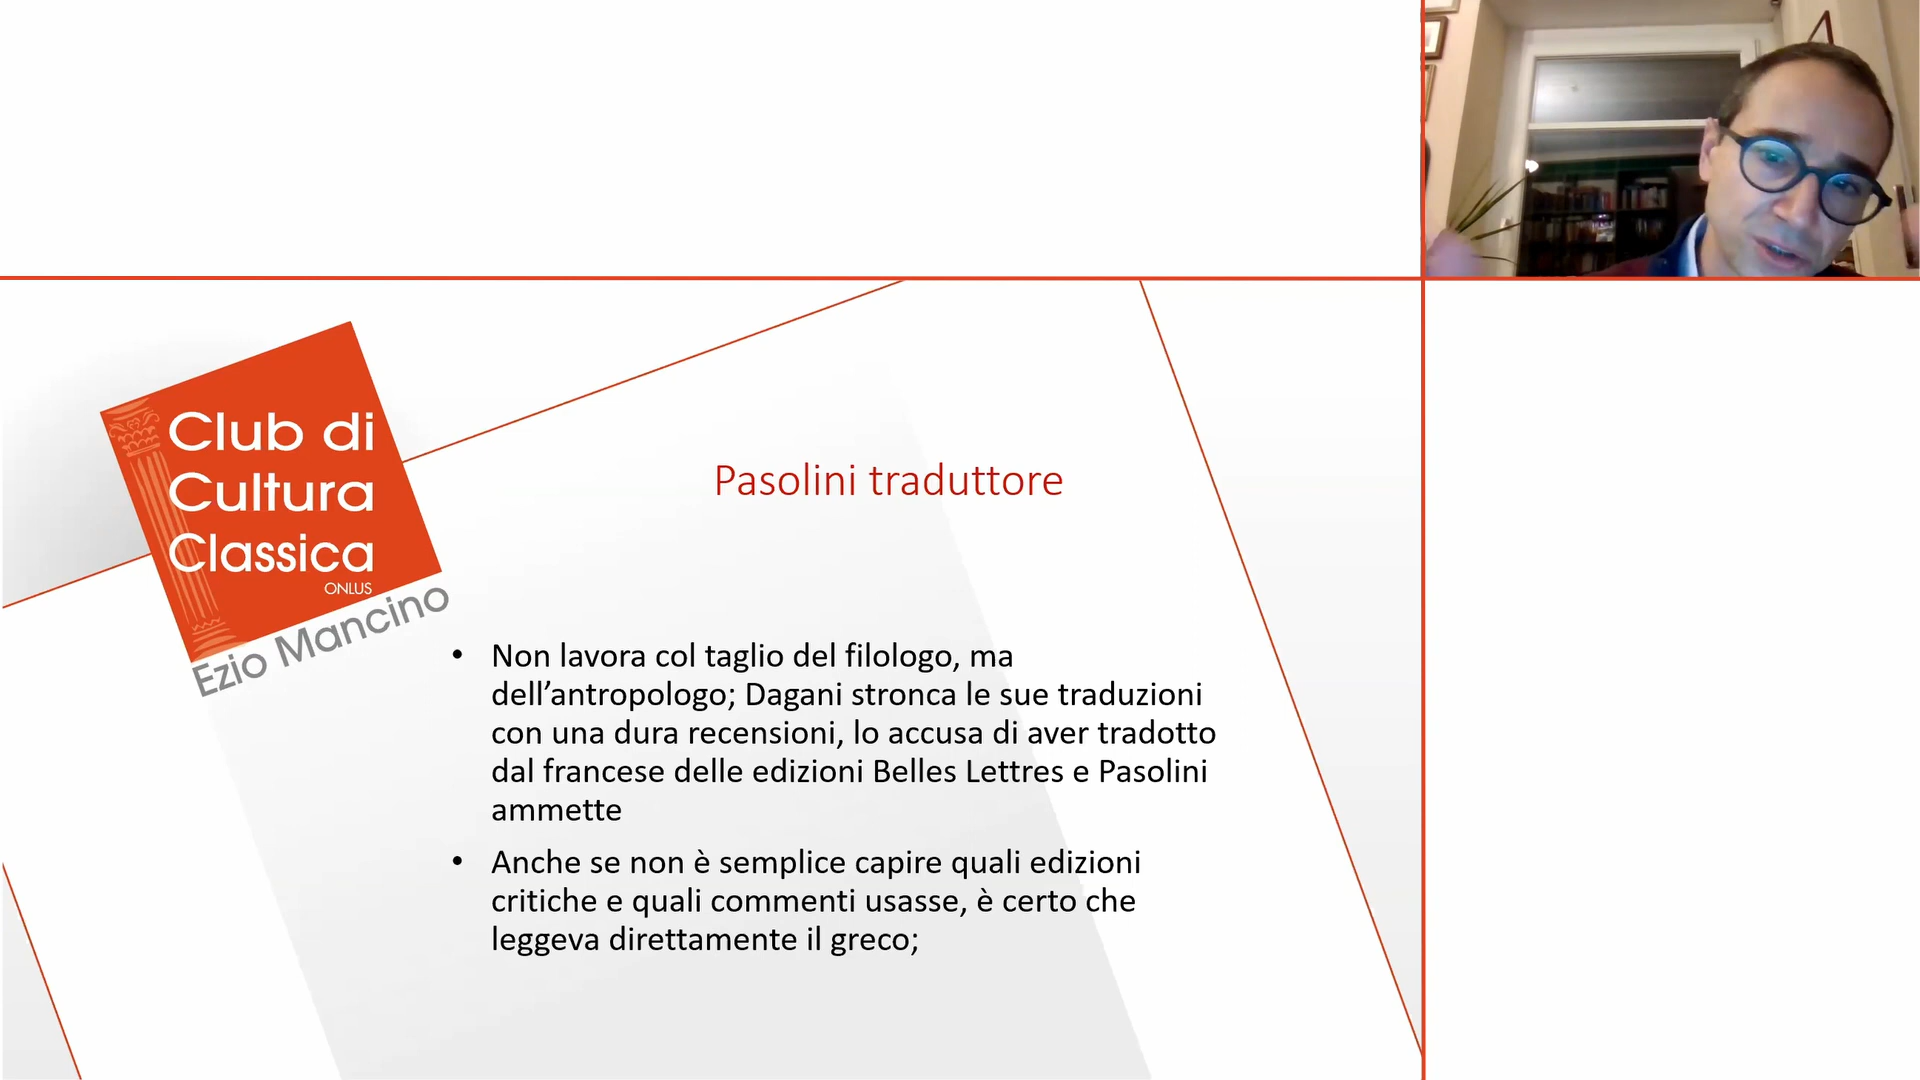 Club di
Cultura
Classica
ONLUS
Ezio Mancino
Pasolini traduttore
• Non lavora col taglio del filologo, ma
dell’antropologo; Dagani stronca le sue traduzioni
con una dura recensioni, lo accusa di aver tradotto
dal francese delle edizioni Belles Lettres e Pasolini
ammette
• Anche se non è semplice capire quali edizioni
critiche e quali commenti usasse, è certo che
leggeva direttamente il greco;